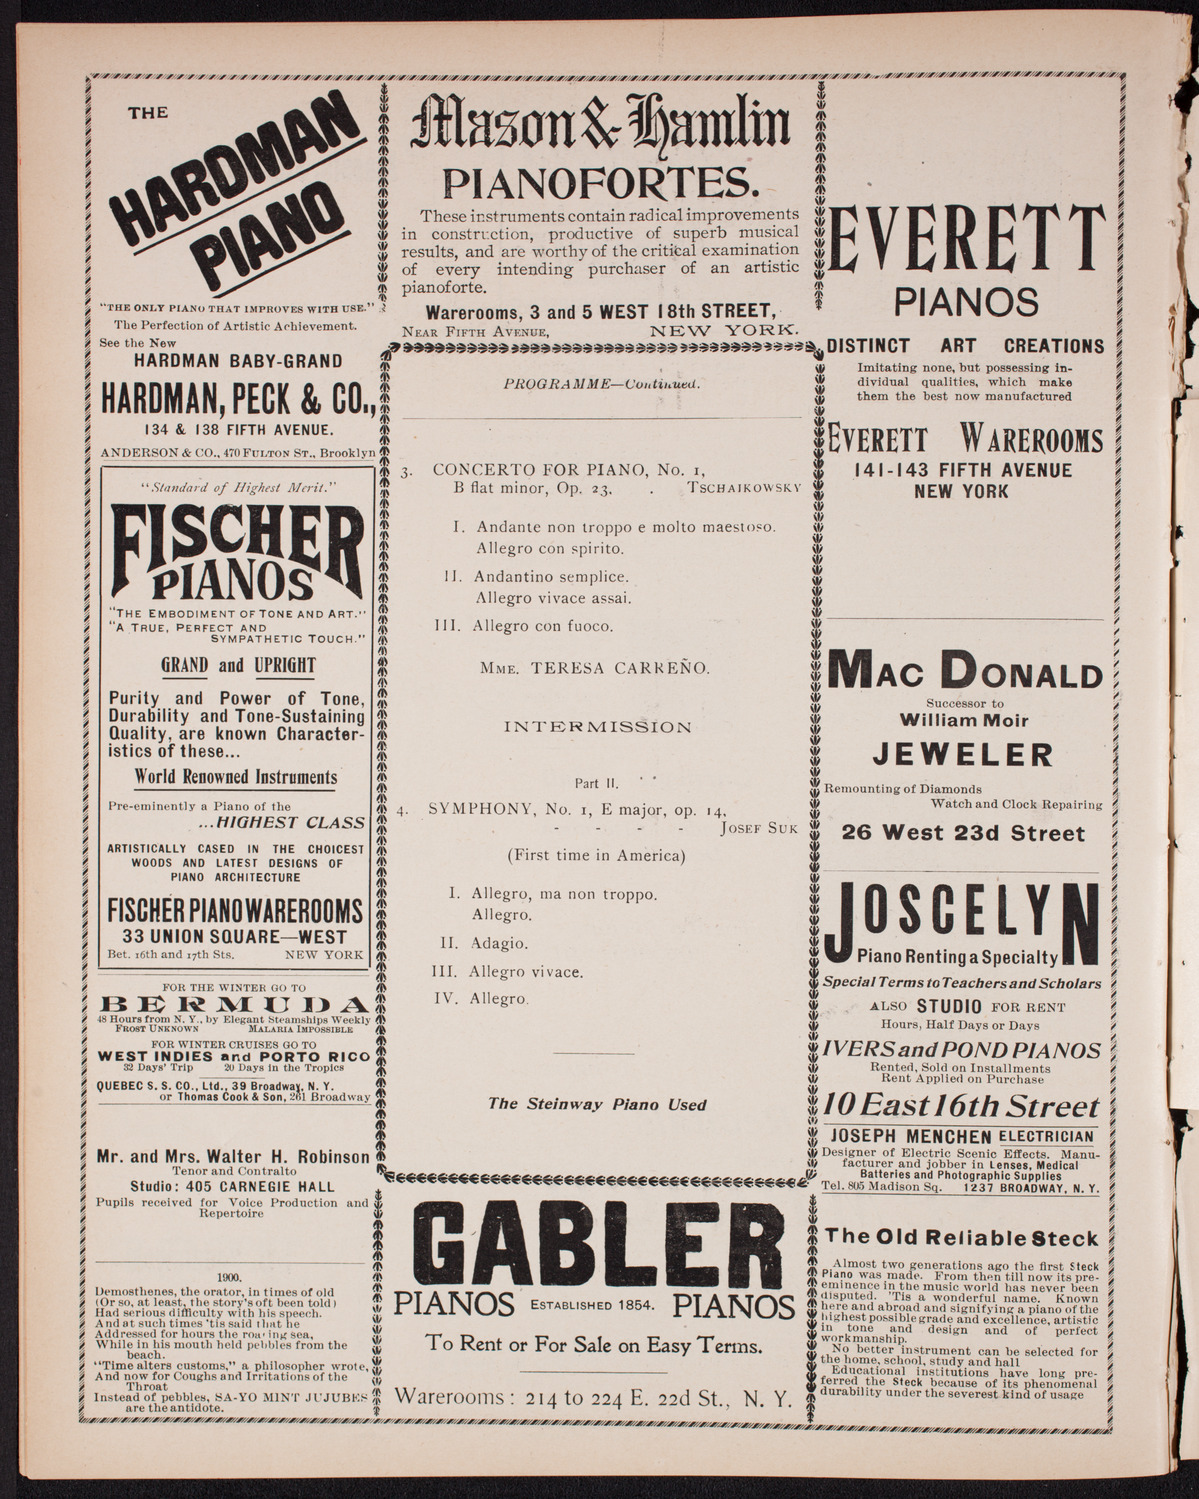 THE
HARDMAN
PIANO
"THE ONLY PIANO THAT IMPROVES WITH USE."
The Perfection of Artistic Achievement.
See the New
HARDMAN BABY-GRAND
HARDMAN, PECK & CO.,
134 & 138 FIFTH AVENUE.
ANDERSON & CO., 470 FULTON ST., Brooklyn
"Standard of Highest Merit."
FISCHER
PIANOS
"THE EMBODIMENT OF TONE AND ART."
"A TRUE, PERFECT AND
SYMPATHETIC TOUCH."
GRAND and UPRIGHT
Purity and Power of Tone,
Durability and Tone-Sustaining
Quality, are known Character-
istics of these...
World Renowned Instruments
Pre-eminently a Piano of the
...HIGHEST CLASS
ARTISTICALLY CASED IN THE CHOICEST
WOODS AND LATEST DESIGNS OF
PIANO ARCHITECTURE
FISCHER PIANO WAREROOMS
33 UNION SQUARE—WEST
Bet. 16th and 17th Sts. NEW YORK
FOR THE WINTER GO TO
BERMUDA
48 Hours from N. Y., by Elegant Steamships Weekly
FROST UNKNOWN MALARIA IMPOSSIBLE
FOR WINTER CRUISES GO TO
WEST INDIES and PORTO RICO
32 Days' Trip 20 Days in the Tropics
QUEBEC S. S. CO., Ltd., 39 Broadway, N. Y.
or Thomas Cook & Son, 261 Broadway
Mr. and Mrs. Walter H. Robinson
Tenor and Contralto
Studio: 405 CARNEGIE HALL
Pupils received for Voice Production and
Repertoire
1900.
Demosthenes, the orator, in times of old
(Or so, at least, the story's oft been told)
Had serious difficulty with his speech.
And at such times 'tis said that he
Addressed for hours the roaring sea,
While in his mouth held pebbles from the
beach.
"Time alters customs," a philosopher wrote,
And now for Coughs and Irritations of the
Throat
Instead of pebbles, SA-YO MINT JUJUBES
are the antidote.
Mason & Hamlin
PIANOFORTES.
These instruments contain radical improvements
in construction, productive of superb musical
results, and are worthy of the critical examination
of every intending purchaser of an artistic
pianoforte.
Warerooms, 3 and 5 WEST 18th STREET,
NEAR FIFTH AVENUE, NEW YORK.
PROGRAMME—Continued.
3. CONCERTO FOR PIANO, No. 1,
B flat minor, Op. 23. . TSCHAIKOWSKY
I. Andante non troppo e molto maestoso.
Allegro con spirito.
II. Andantino semplice.
Allegro vivace assai.
III. Allegro con fuoco.
MME. TERESA CARREÑO.
INTERMISSION
Part II.
4. SYMPHONY, No. 1, E major, op. 14,
- - - - JOSEF SUK
(First time in America)
I. Allegro, ma non troppo.
Allegro.
II. Adagio.
III. Allegro vivace.
IV. Allegro.
The Steinway Piano Used
GABLER
PIANOS ESTABLISHED 1854. PIANOS
To Rent or For Sale on Easy Terms.
Warerooms: 214 to 224 E. 22d St., N. Y.
EVERETT
PIANOS
DISTINCT ART CREATIONS
Imitating none, but possessing in-
dividual qualities, which make
them the best now manufactured
EVERETT WAREROOMS
141-143 FIFTH AVENUE
NEW YORK
MAC DONALD
Successor to
William Moir
JEWELER
Remounting of Diamonds
Watch and Clock Repairing
26 West 23d Street
JOSCELYN
Piano Renting a Specialty
Special Terms to Teachers and Scholars
ALSO STUDIO FOR RENT
Hours, Half Days or Days
IVERS and POND PIANOS
Rented, Sold on Installments
Rent Applied on Purchase
10 East 16th Street
JOSEPH MENCHEN ELECTRICIAN
Designer of Electric Scenic Effects. Manu-
facturer and jobber in Lenses, Medical
Batteries and Photographic Supplies
Tel. 805 Madison Sq. 1237 BROADWAY, N. Y.
The Old Reliable Steck
Almost two generations ago the first Steck
Piano was made. From then till now its pre-
eminence in the music world has never been
disputed. 'Tis a wonderful name. Known
here and abroad and signifying a piano of the
highest possible grade and excellence, artistic
in tone and design and of perfect
workmanship.
No better instrument can be selected for
the home, school, study and hall
Educational institutions have long pre-
ferred the Steck because of its phenomenal
durability under the severest kind of usage